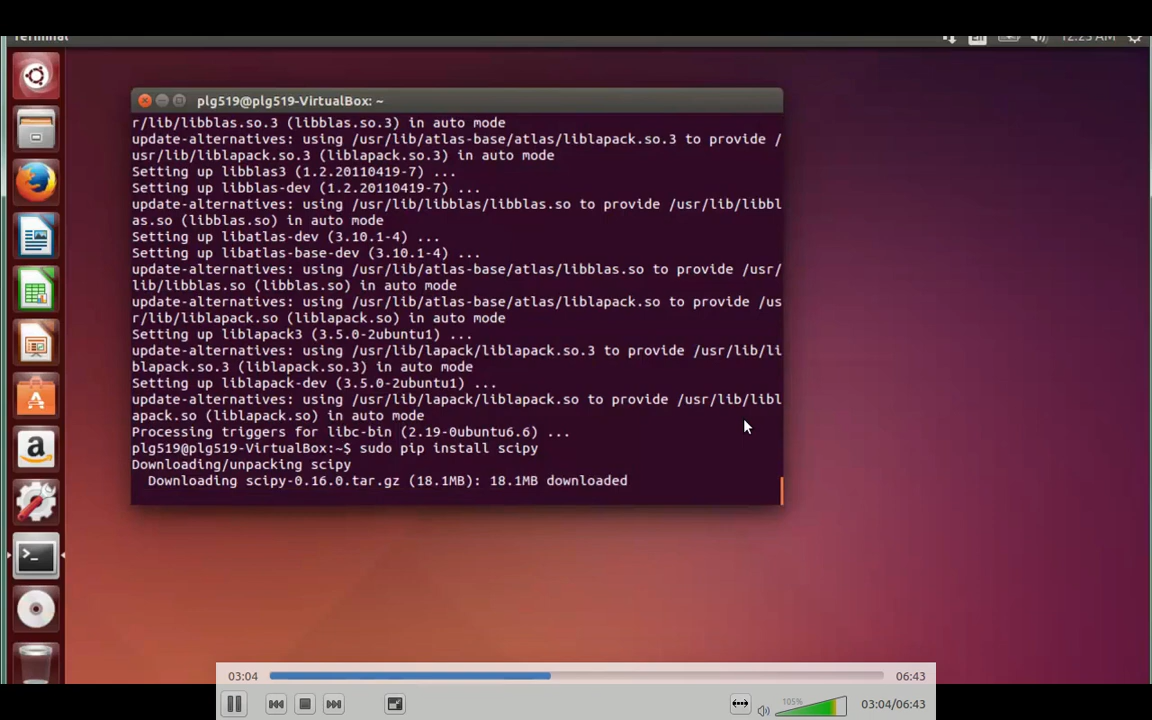 Terminal
12:23 AM
plg519@plg519-VirtualBox: ~
r/lib/libblas.so.3 (libblas.so.3) in auto mode
update-alternatives: using /usr/lib/atlas-base/atlas/liblapack.so.3 to provide /
usr/lib/liblapack.so.3 (liblapack.so.3) in auto mode
Setting up libblas3 (1.2.20110419-7) ...
Setting up libblas-dev (1.2.20110419-7) ...
update-alternatives: using /usr/lib/libblas/libblas.so to provide /usr/lib/libbl
as.so (libblas.so) in auto mode
Setting up libatlas-dev (3.10.1-4) ...
Setting up libatlas-base-dev (3.10.1-4) ...
update-alternatives: using /usr/lib/atlas-base/atlas/libblas.so to provide /usr/
lib/libblas.so (libblas.so) in auto mode
update-alternatives: using /usr/lib/atlas-base/atlas/liblapack.so to provide /us
r/lib/liblapack.so (liblapack.so) in auto mode
Setting up liblapack3 (3.5.0-2ubuntu1) ...
update-alternatives: using /usr/lib/lapack/liblapack.so.3 to provide /usr/lib/li
blapack.so.3 (liblapack.so.3) in auto mode
Setting up liblapack-dev (3.5.0-2ubuntu1) ...
update-alternatives: using /usr/lib/lapack/liblapack.so to provide /usr/lib/libl
apack.so (liblapack.so) in auto mode
Processing triggers for libc-bin (2.19-0ubuntu6.6) ...
plg519@plg519-VirtualBox:~$ sudo pip install scipy
Downloading/unpacking scipy
Downloading scipy-0.16.0.tar.gz (18.1MB): 18.1MB downloaded
03:04
06:43
105%
03:04/06:43